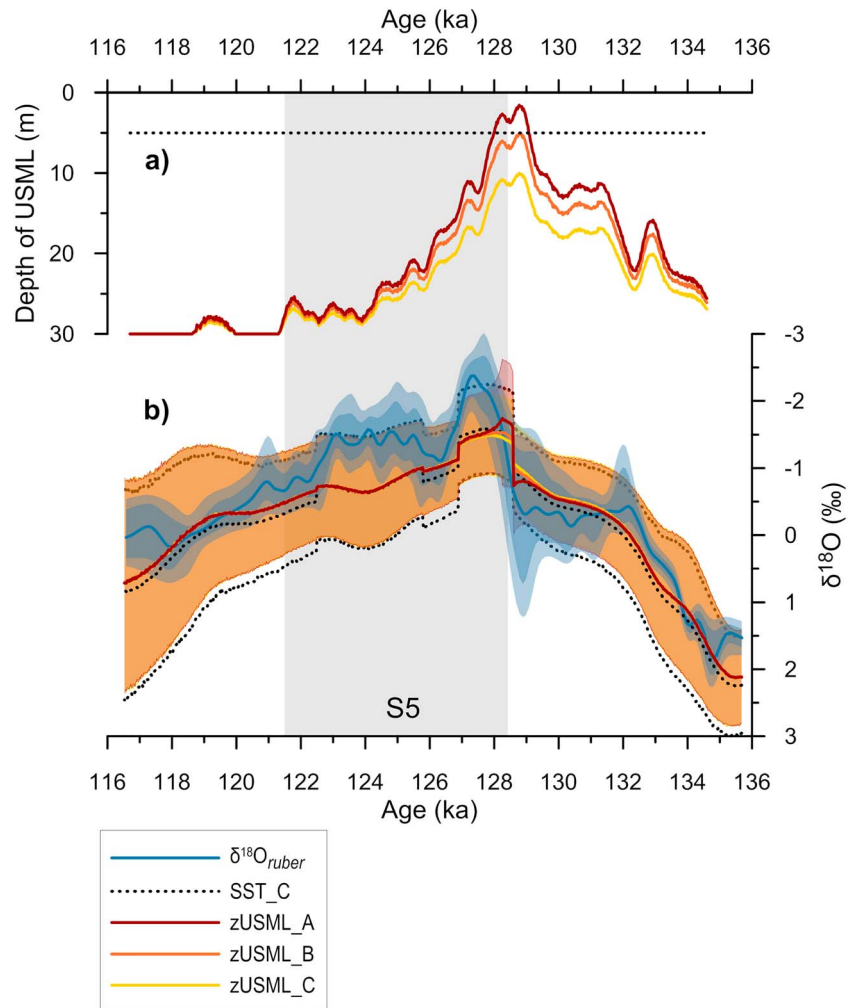 Age (ka)
116 118 120 122 124 126 128 130 132 134 136
0
10
20
30
Depth of USML (m)
a)
-3
-2
-1
0
1
2
3
δ¹⁸O (‰)
b)
S5
116 118 120 122 124 126 128 130 132 134 136
Age (ka)
δ¹⁸O_ruber
SST_C
zUSML_A
zUSML_B
zUSML_C